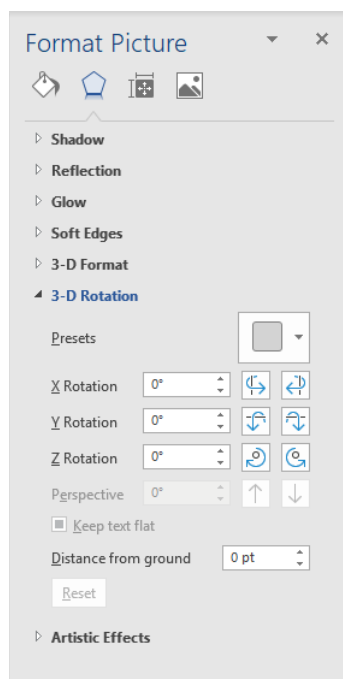 Format Picture
Shadow
Reflection
Glow
Soft Edges
3-D Format
3-D Rotation
Presets
X Rotation 0°
Y Rotation 0°
Z Rotation 0°
Perspective 0°
Keep text flat
Distance from ground 0 pt
Reset
Artistic Effects